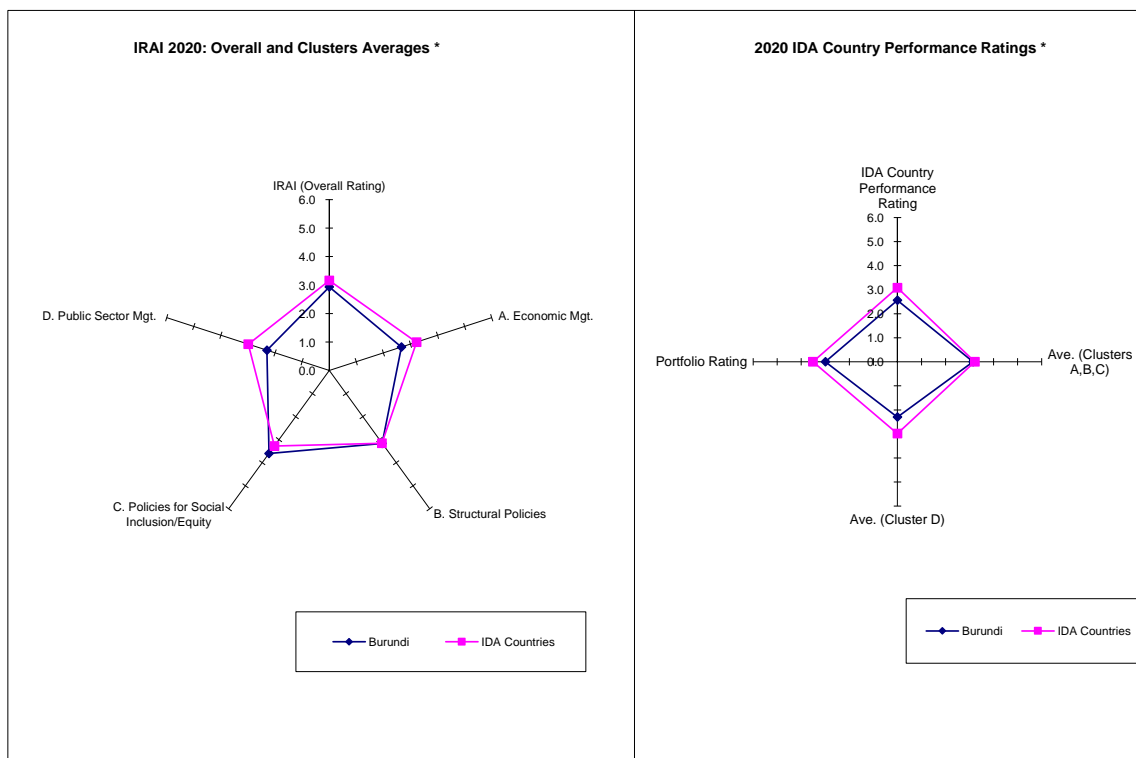 IRAI 2020: Overall and Clusters Averages *
IRAI (Overall Rating)
6.0
5.0
4.0
3.0
2.0
1.0
0.0
A. Economic Mgt.
B. Structural Policies
C. Policies for Social
Inclusion/Equity
D. Public Sector Mgt.
Burundi
IDA Countries
2020 IDA Country Performance Ratings *
IDA Country
Performance
Rating
6.0
5.0
4.0
3.0
2.0
1.0
0.0
Ave. (Clusters
A,B,C)
Ave. (Cluster D)
Portfolio Rating
Burundi
IDA Countries